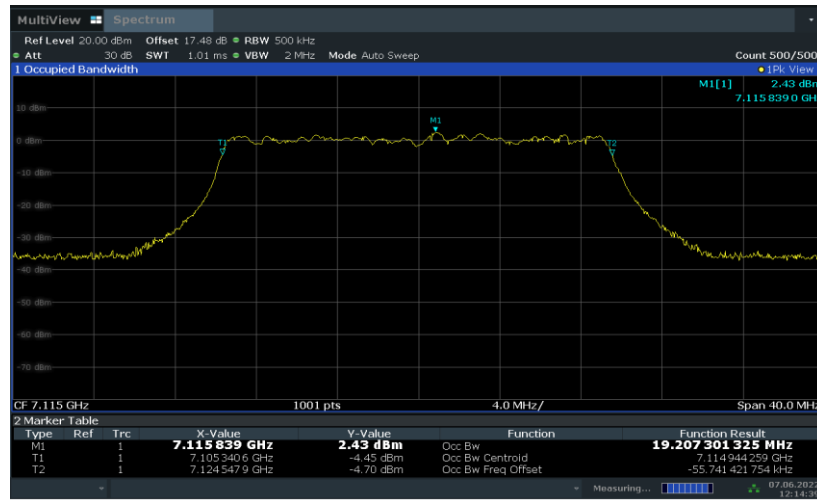 MultiView Spectrum
Ref Level 20.00 dBm Offset 17.48 dB RBW 500 kHz
Att 30 dB SWT 1.01 ms VBW 2 MHz Mode Auto Sweep Count 500/500
1 Occupied Bandwidth 1Pk View
M1[1] 2.43 dBm
7.115 839 0 GH
M1
10 dBm
0 dBm
T1
T2
-10 dBm
-20 dBm
-30 dBm
-40 dBm
-50 dBm
-60 dBm
-70 dBm
CF 7.115 GHz 1001 pts 4.0 MHz/ Span 40.0 MHz
2 Marker Table
Type Ref Trc X-Value Y-Value Function Function Result
M1 1 7.115 839 GHz 2.43 dBm Occ Bw 19.207 301 325 MHz
T1 1 7.105 340 6 GHz -4.45 dBm Occ Bw Centroid 7.114 944 259 GHz
T2 1 7.124 547 9 GHz -4.70 dBm Occ Bw Freq Offset -55.741 421 754 kHz
Measuring... 07.06.2022
12:14:39